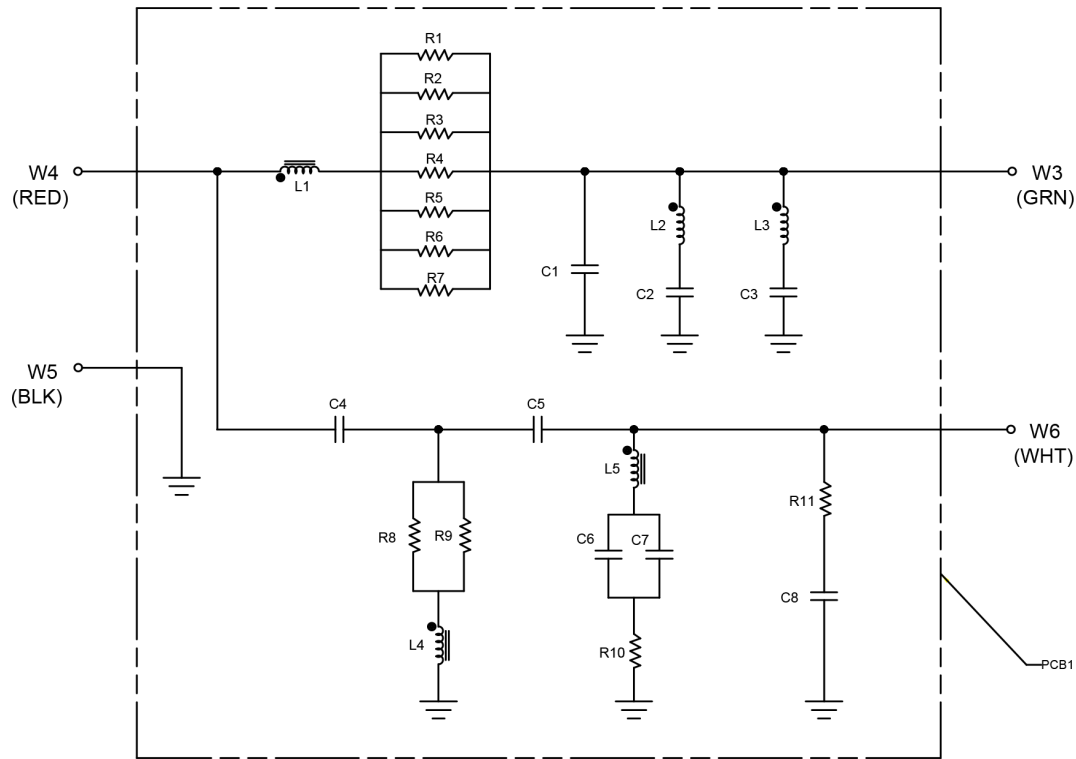 R1
R2
R3
W4
(RED)
R4
L1
W3
(GRN)
R5
L2
L3
R6
C1
R7
C2
C3
W5
(BLK)
C4
C5
W6
(WHT)
L5
R11
R8
R9
C6
C7
C8
L4
R10
PCB1